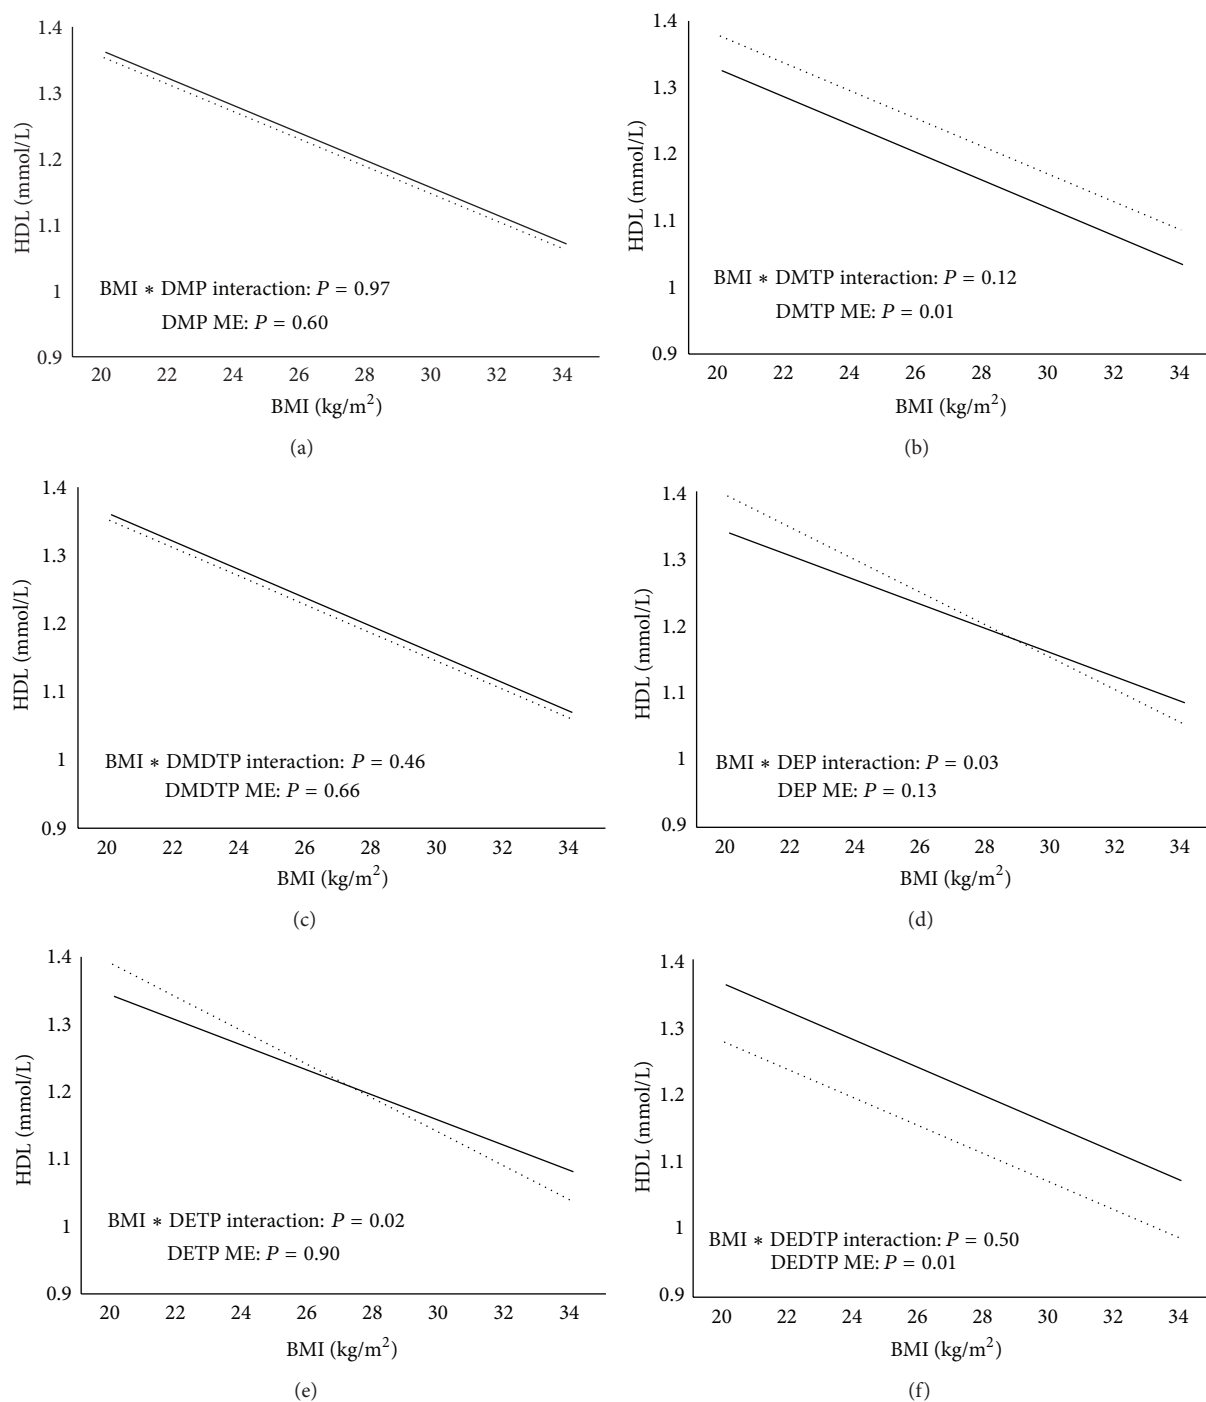 1.4
1.3
1.2
1.1
1
0.9
HDL (mmol/L)
BMI ∗ DMP interaction: P = 0.97
DMP ME: P = 0.60
20 22 24 26 28 30 32 34
BMI (kg/m²)
(a)
1.4
1.3
1.2
1.1
1
0.9
HDL (mmol/L)
BMI ∗ DMTP interaction: P = 0.12
DMTP ME: P = 0.01
20 22 24 26 28 30 32 34
BMI (kg/m²)
(b)
1.4
1.3
1.2
1.1
1
0.9
HDL (mmol/L)
BMI ∗ DMDTP interaction: P = 0.46
DMDTP ME: P = 0.66
20 22 24 26 28 30 32 34
BMI (kg/m²)
(c)
1.4
1.3
1.2
1.1
1
0.9
HDL (mmol/L)
BMI ∗ DEP interaction: P = 0.03
DEP ME: P = 0.13
20 22 24 26 28 30 32 34
BMI (kg/m²)
(d)
1.4
1.3
1.2
1.1
1
0.9
HDL (mmol/L)
BMI ∗ DETP interaction: P = 0.02
DETP ME: P = 0.90
20 22 24 26 28 30 32 34
BMI (kg/m²)
(e)
1.4
1.3
1.2
1.1
1
0.9
HDL (mmol/L)
BMI ∗ DEDTP interaction: P = 0.50
DEDTP ME: P = 0.01
20 22 24 26 28 30 32 34
BMI (kg/m²)
(f)